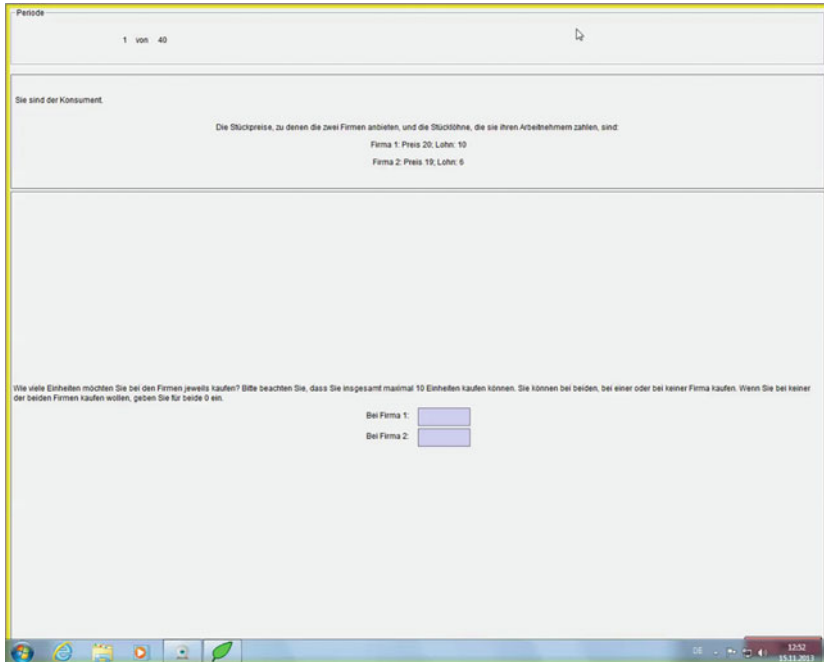 Periode
1 von 40
Sie sind der Konsument.
Die Stückpreise, zu denen die zwei Firmen anbieten, und die Stücklöhne, die sie ihren Arbeitnehmern zahlen, sind:
Firma 1: Preis 20; Lohn: 10
Firma 2: Preis 19; Lohn: 6
Wie viele Einheiten möchten Sie bei den Firmen jeweils kaufen? Bitte beachten Sie, dass Sie insgesamt maximal 10 Einheiten kaufen können. Sie können bei beiden, bei einer oder bei keiner Firma kaufen. Wenn Sie bei keiner
der beiden Firmen kaufen wollen, geben Sie für beide 0 ein.
Bei Firma 1:
Bei Firma 2:
DE
12:52
15.11.2013